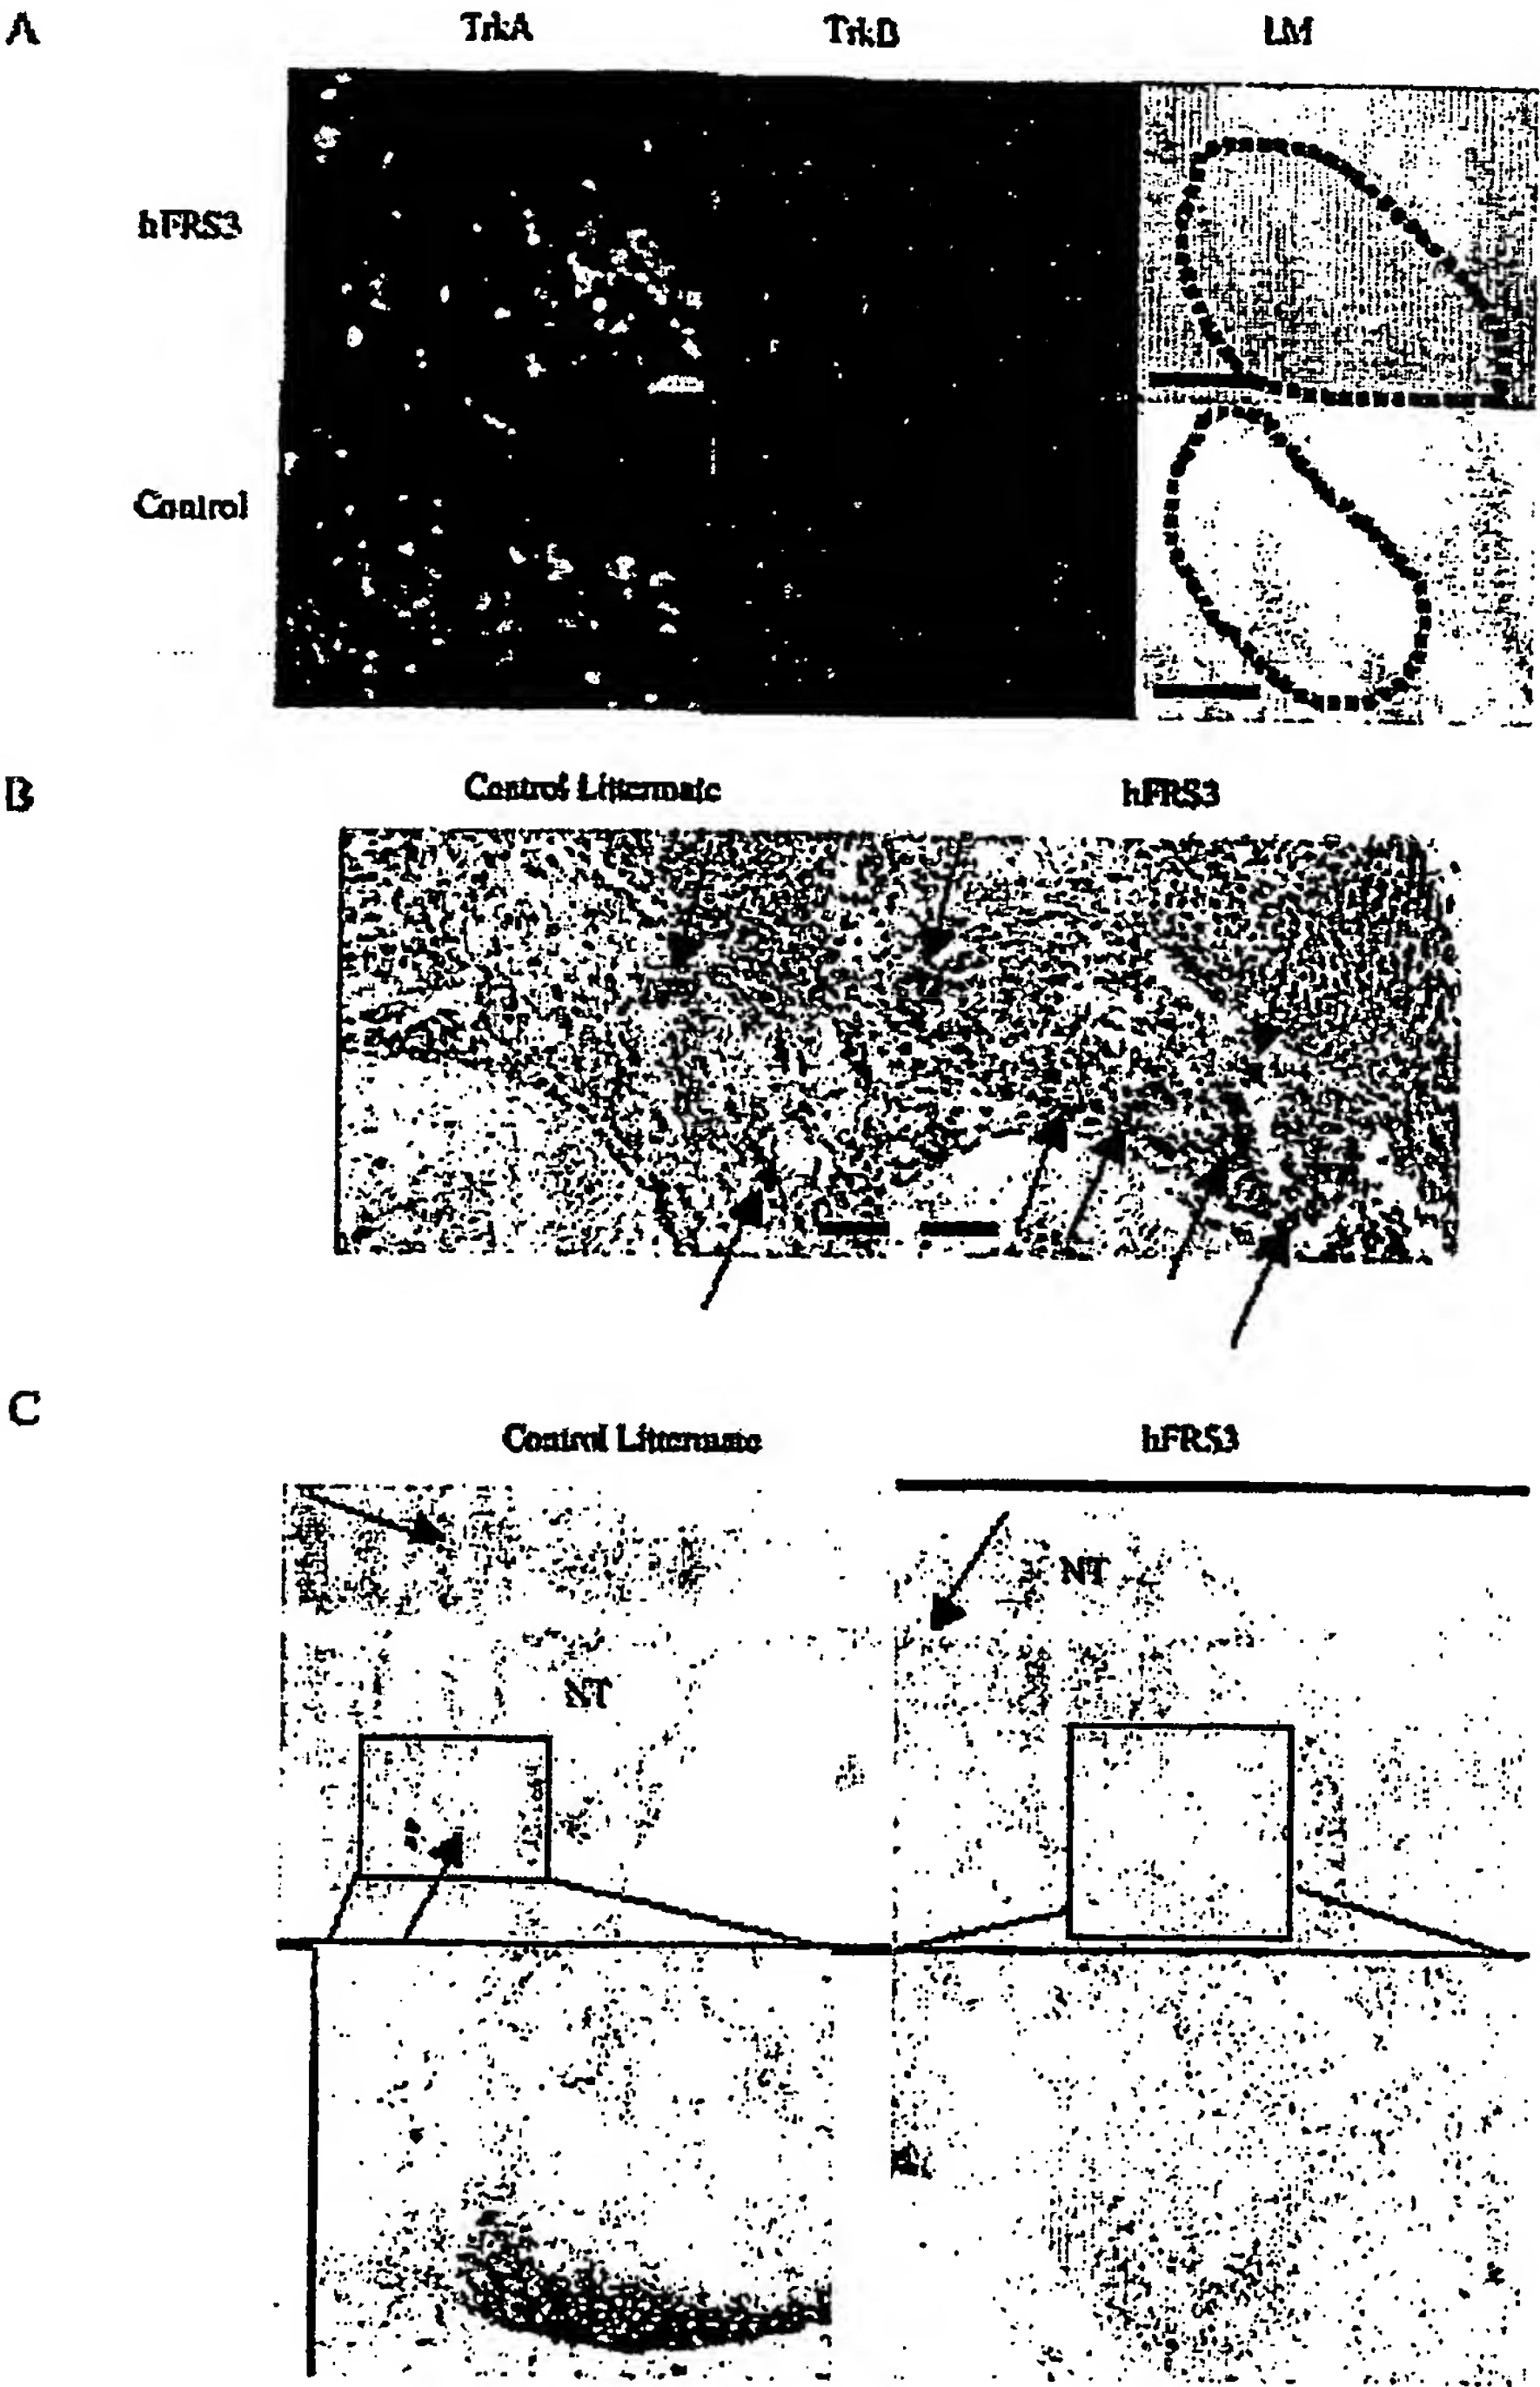 A
TrkA TrkB LM
hFRS3
Control
B
Control Littermate hFRS3
C
Control Littermate hFRS3
NT
NT